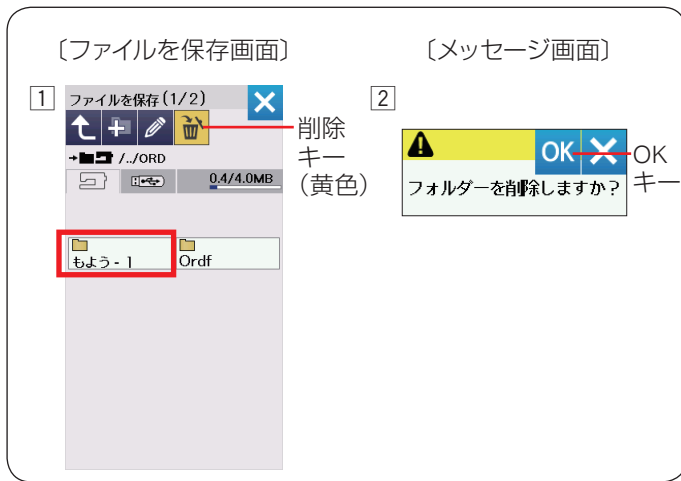 〔ファイルを保存画面〕
〔メッセージ画面〕
1
ファイルを保存(1/2)
/../ORD
0.4/4.0MB
もよう - 1
Ordf
削除
キー
(黄色)
2
OK
フォルダーを削除しますか?
OK
キー